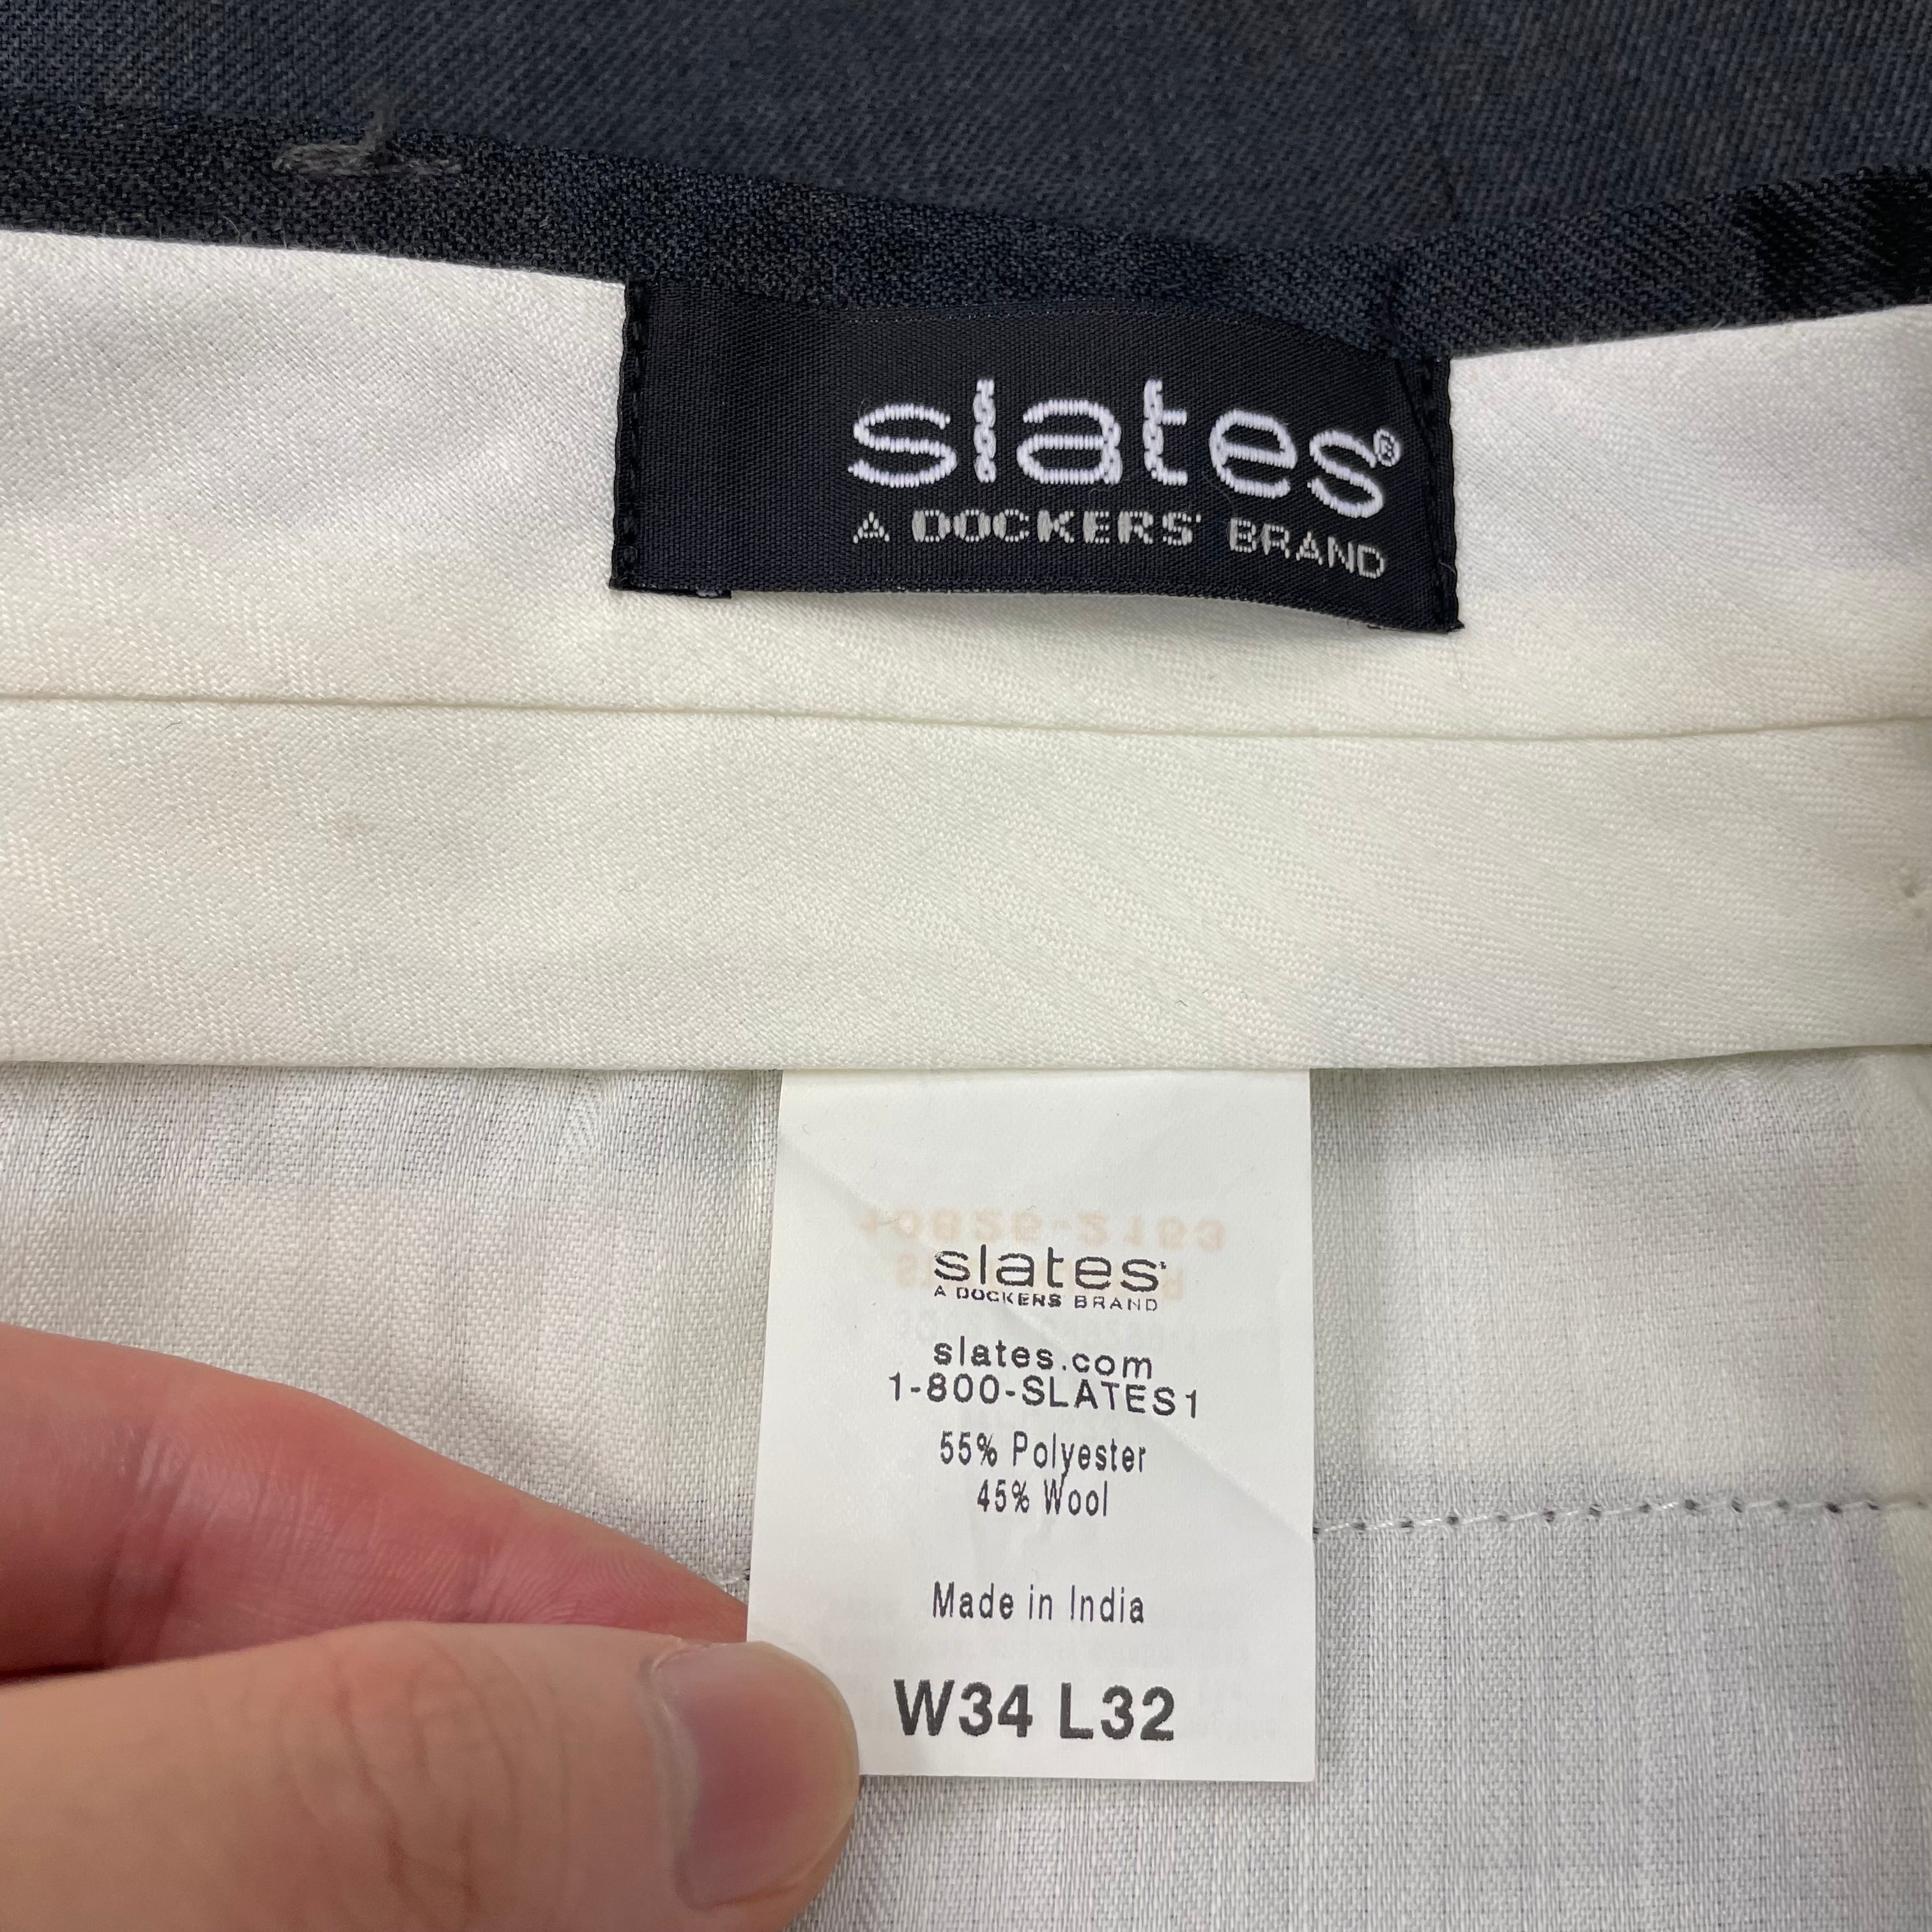 slates®
A DOCKERS® BRAND
slates®
A DOCKERS BRAND
slates.com
1-800-SLATES1
55% Polyester
45% Wool
Made in India
W34 L32